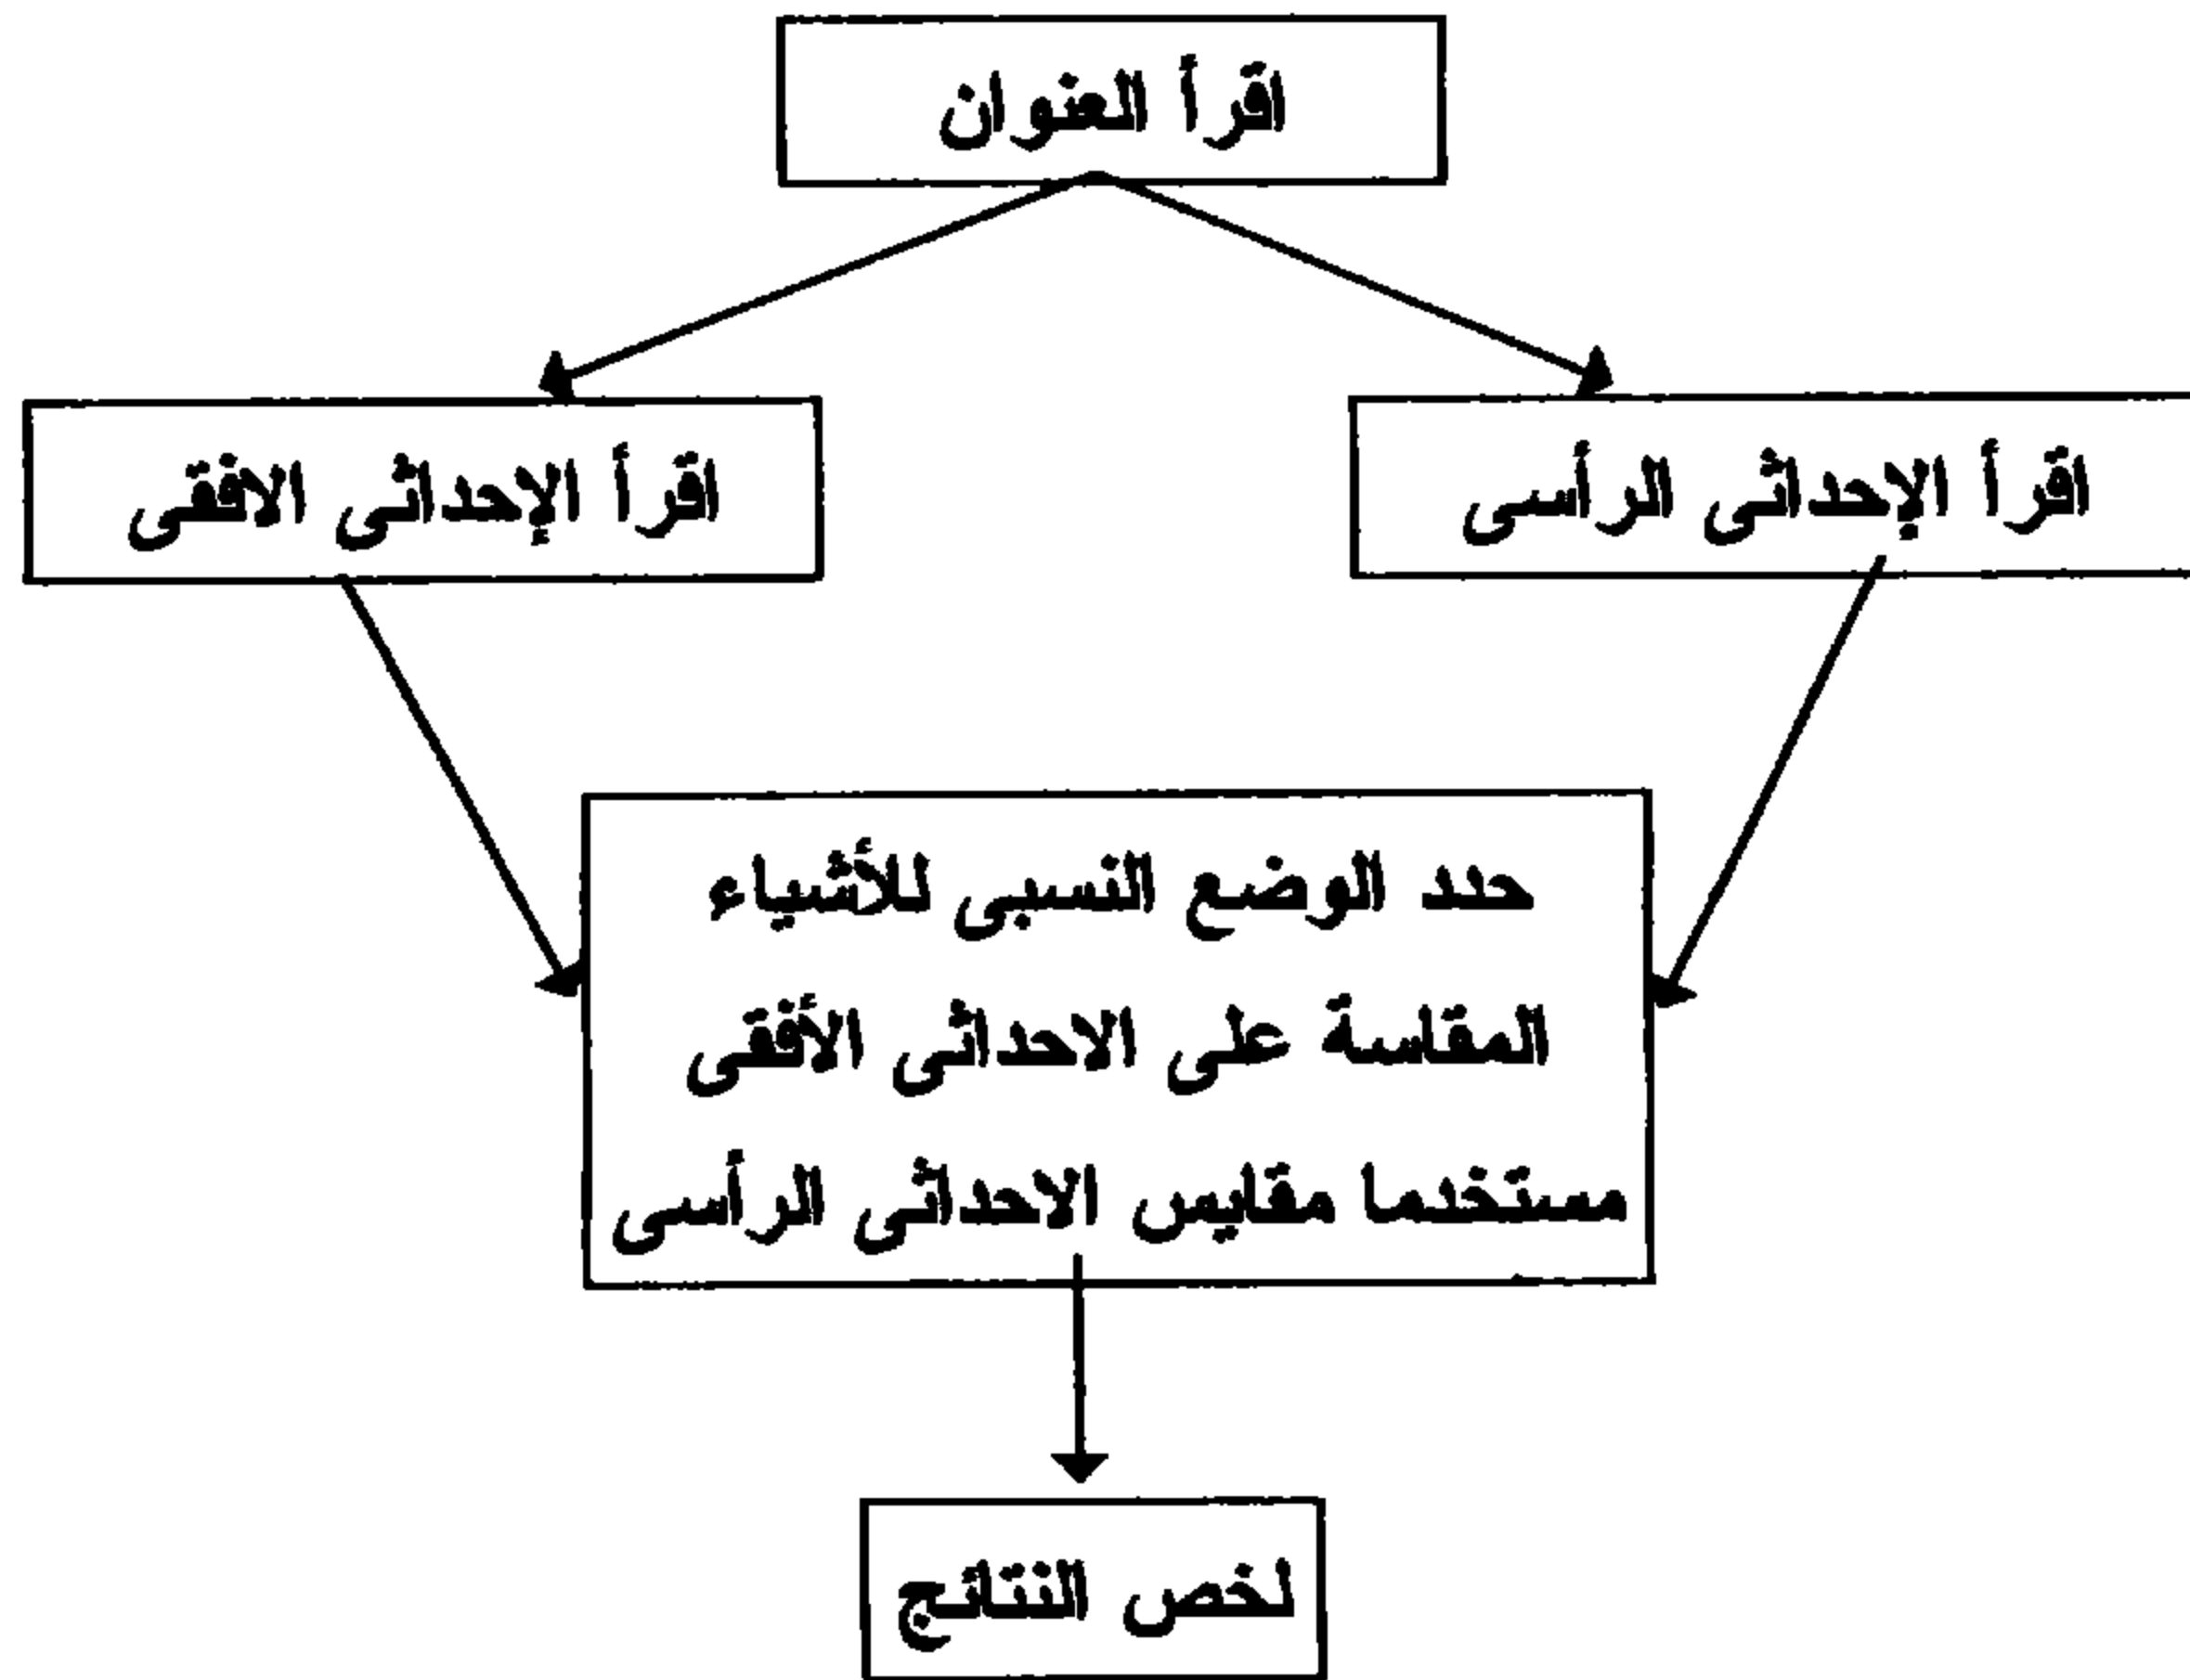 اقرأ العنوان
اقرأ الإحداثى الرأسى
اقرأ الإحداثى الافقى
حدد الوضع النسبى للأشياء
المقاسة على الاحداثى الأفقى
مستخدما مقايس الاحداثى الرأسى
لخص النتائج